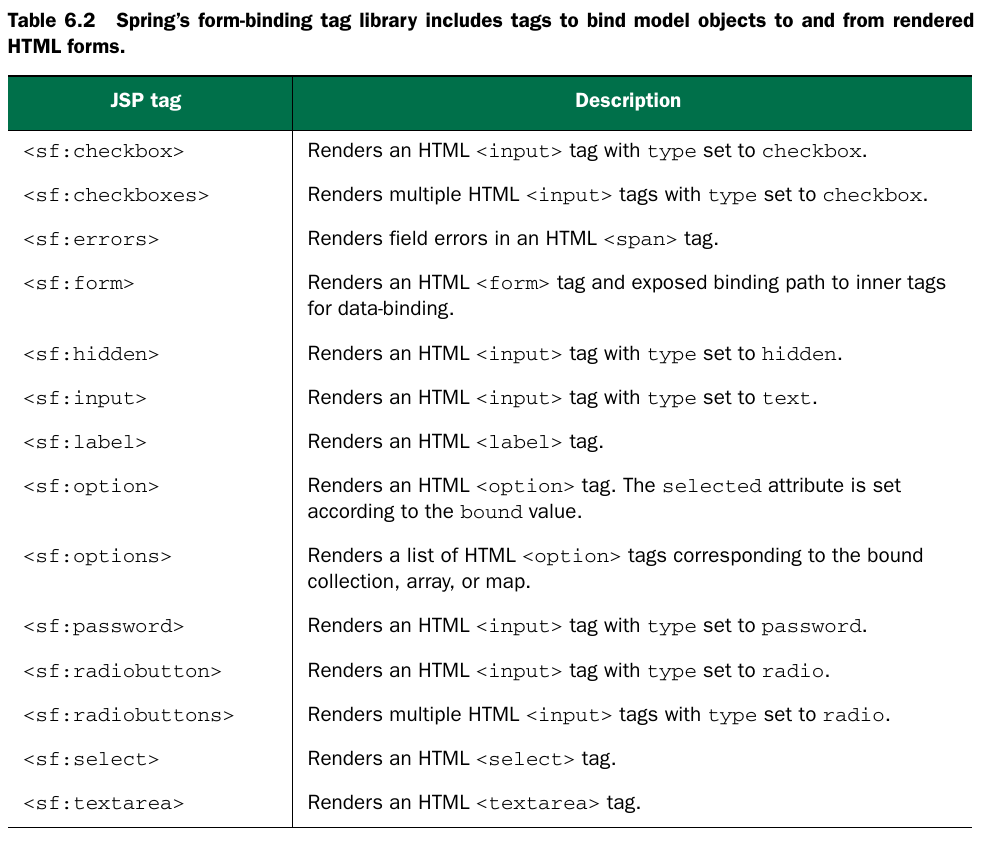 Table 6.2 Spring's form-binding tag library includes tags to bind model objects to and from rendered
HTML forms.
JSP tag Description
<sf:checkbox> Renders an HTML <input> tag with type set to checkbox.
<sf:checkboxes> Renders multiple HTML <input> tags with type set to checkbox.
<sf:errors> Renders field errors in an HTML <span> tag.
<sf:form> Renders an HTML <form> tag and exposed binding path to inner tags
for data-binding.
<sf:hidden> Renders an HTML <input> tag with type set to hidden.
<sf:input> Renders an HTML <input> tag with type set to text.
<sf:label> Renders an HTML <label> tag.
<sf:option> Renders an HTML <option> tag. The selected attribute is set
according to the bound value.
<sf:options> Renders a list of HTML <option> tags corresponding to the bound
collection, array, or map.
<sf:password> Renders an HTML <input> tag with type set to password.
<sf:radiobutton> Renders an HTML <input> tag with type set to radio.
<sf:radiobuttons> Renders multiple HTML <input> tags with type set to radio.
<sf:select> Renders an HTML <select> tag.
<sf:textarea> Renders an HTML <textarea> tag.